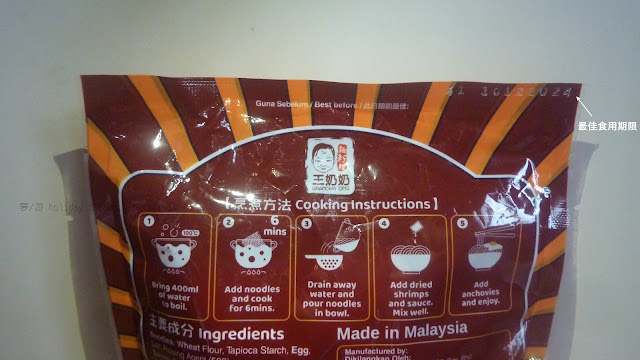 Guna Sebelum / Best before / 此日期前最佳:
10122024
最佳食用期限
王奶奶
夢/游 holiday
【烹煮方法 Cooking Instructions】
1
100°C
Bring 400ml
of water
to boil.
2
6
mins
Add noodles
and cook
for 6mins.
3
Drain away
water and
pour noodles
in bowl.
4
Add dried
shrimps
and sauce.
Mix well.
5
Add
anchovies
and enjoy.
主要成分 Ingredients
Noodles: Wheat Flour, Tapioca Starch, Egg,
Made in Malaysia
Manufactured by:
Dikilangkan Oleh: